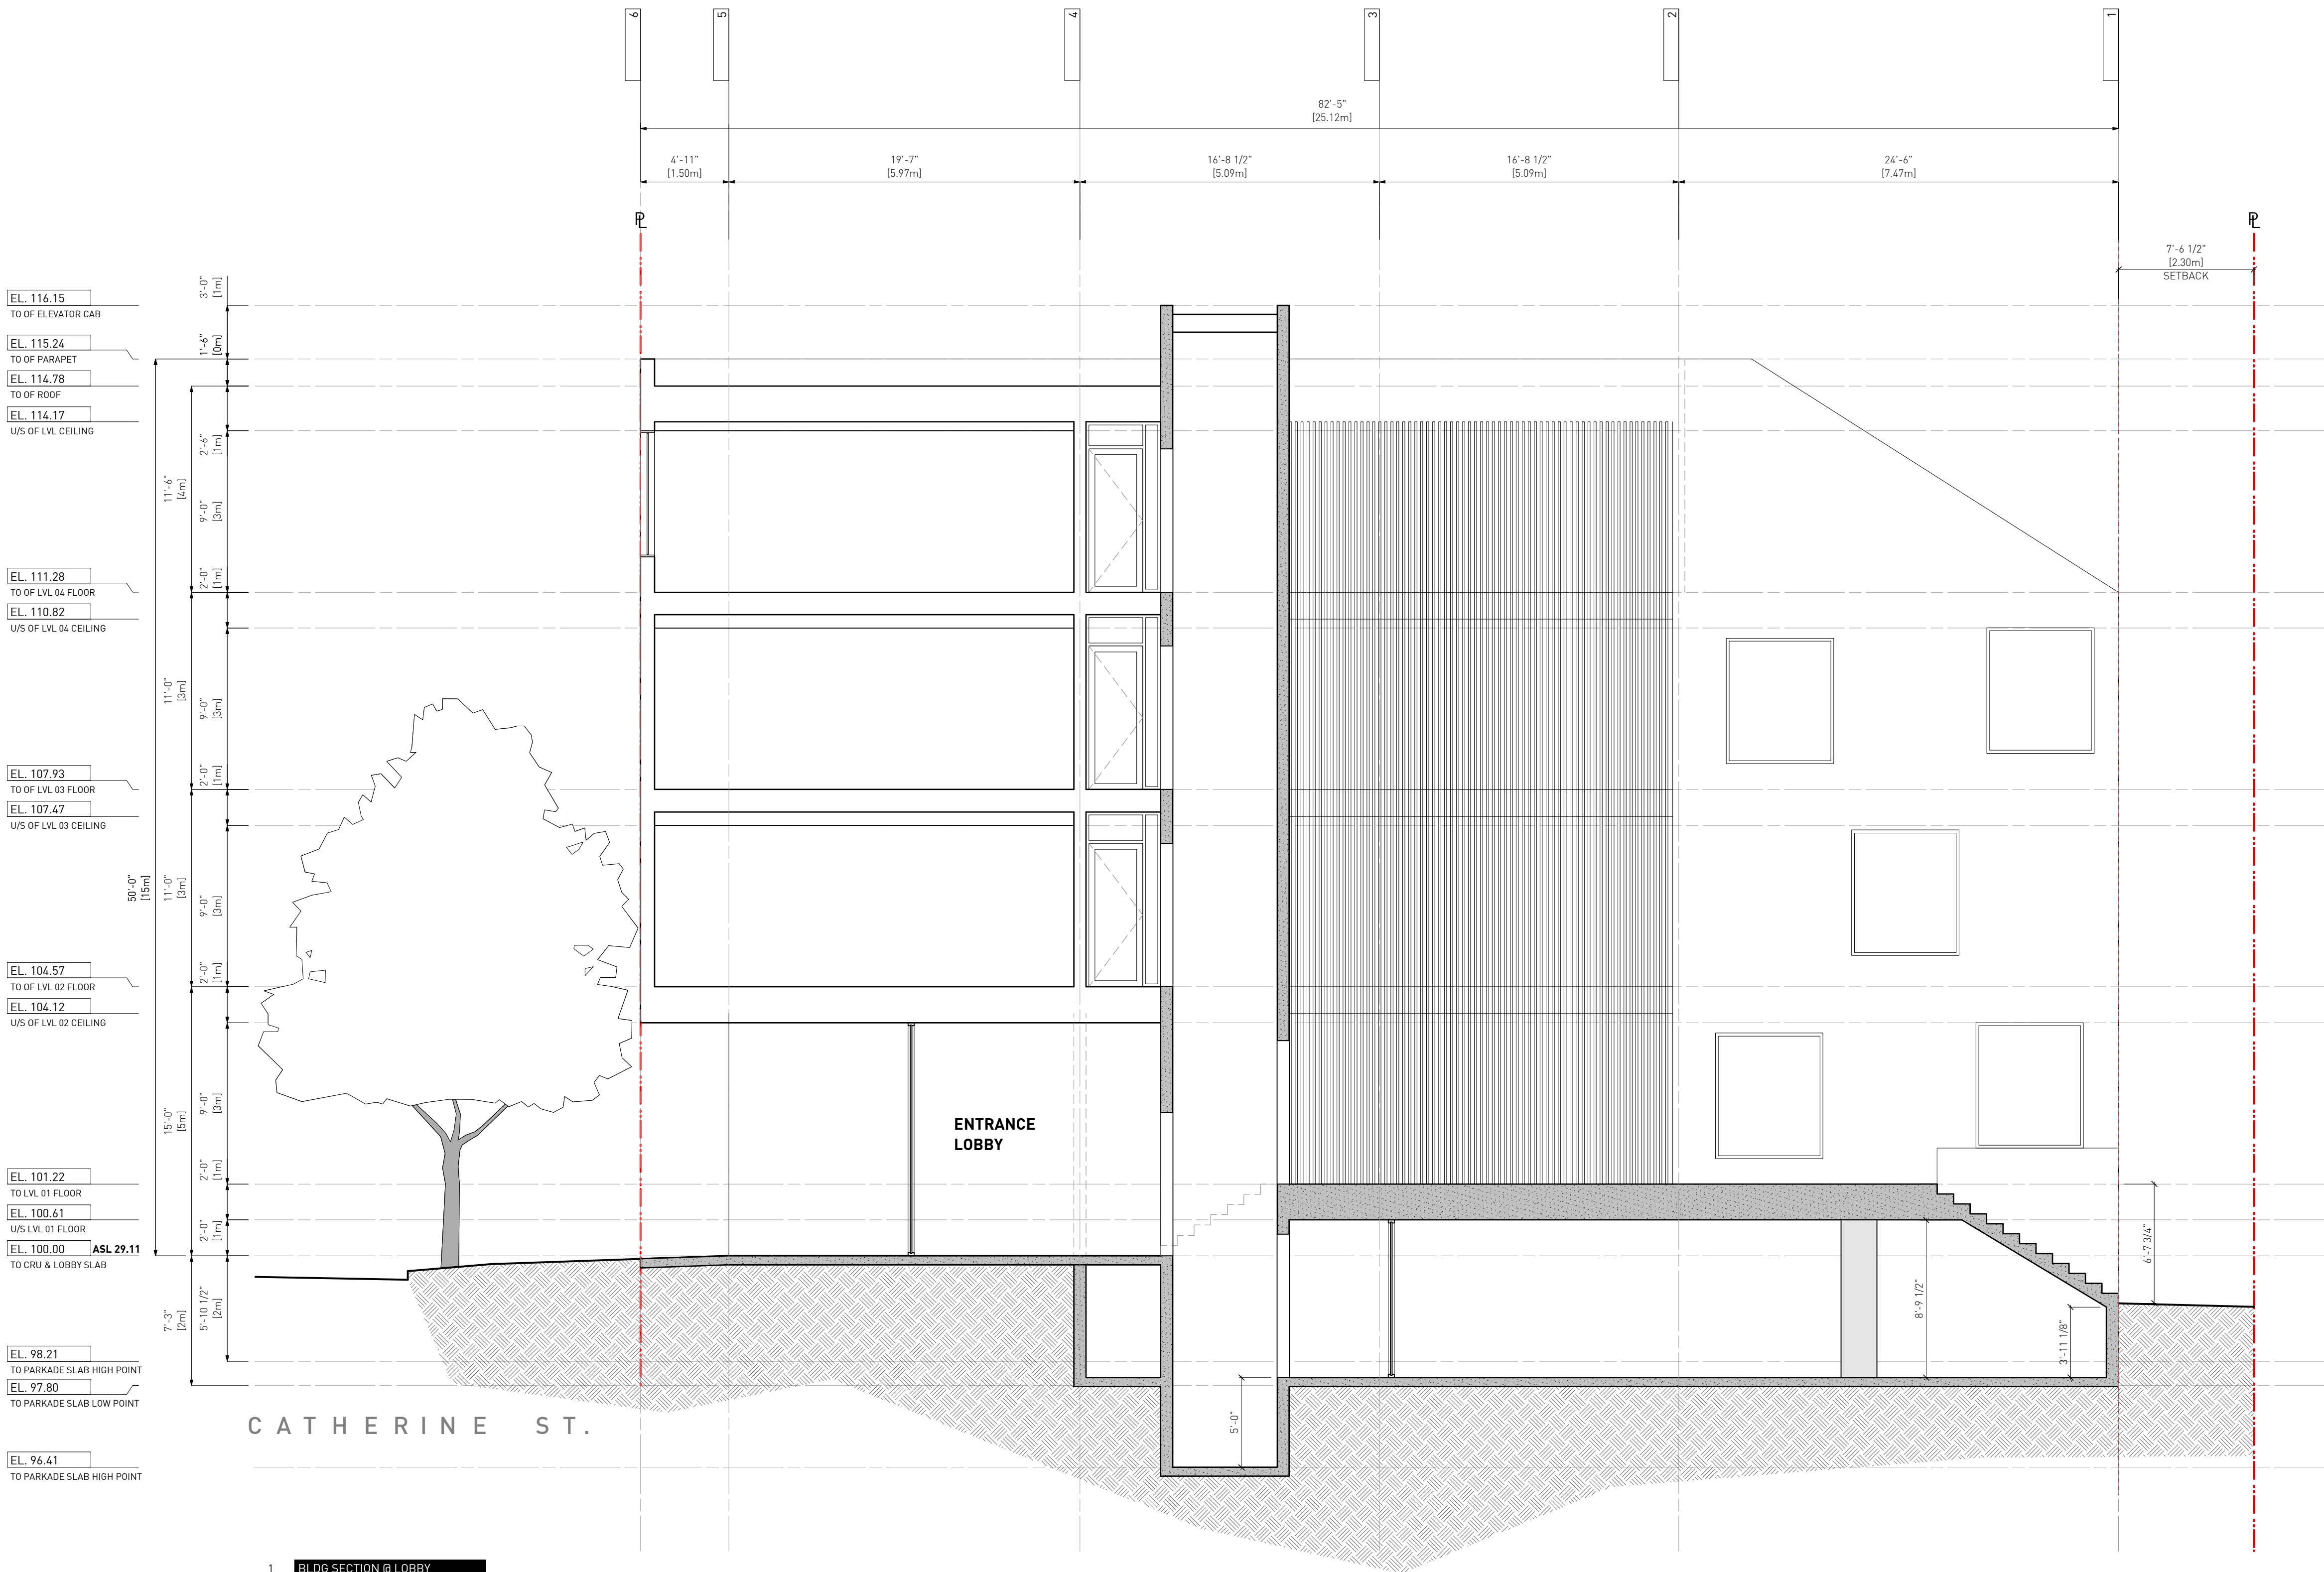 6
5
4
3
2
1
82'-5"
[25.12m]
4'-11"
[1.50m]
19'-7"
[5.97m]
16'-8 1/2"
[5.09m]
16'-8 1/2"
[5.09m]
24'-6"
[7.47m]
PL
PL
7'-6 1/2"
[2.30m]
SETBACK
EL. 116.15
TO OF ELEVATOR CAB
EL. 115.24
TO OF PARAPET
EL. 114.78
TO OF ROOF
EL. 114.17
U/S OF LVL CEILING
EL. 111.28
TO OF LVL 04 FLOOR
EL. 110.82
U/S OF LVL 04 CEILING
EL. 107.93
TO OF LVL 03 FLOOR
EL. 107.47
U/S OF LVL 03 CEILING
EL. 104.57
TO OF LVL 02 FLOOR
EL. 104.12
U/S OF LVL 02 CEILING
EL. 101.22
TO LVL 01 FLOOR
EL. 100.61
U/S LVL 01 FLOOR
EL. 100.00 ASL 29.11
TO CRU & LOBBY SLAB
EL. 98.21
TO PARKADE SLAB HIGH POINT
EL. 97.80
TO PARKADE SLAB LOW POINT
EL. 96.41
TO PARKADE SLAB HIGH POINT
50'-0"
[15m]
11'-6"
[4m]
11'-0"
[3m]
11'-0"
[3m]
15'-0"
[5m]
7'-3"
[2m]
3'-0"
[1m]
1'-6"
[0m]
2'-6"
[1m]
9'-0"
[3m]
2'-0"
[1m]
9'-0"
[3m]
2'-0"
[1m]
9'-0"
[3m]
2'-0"
[1m]
9'-0"
[3m]
2'-0"
[1m]
2'-0"
[1m]
5'-10 1/2"
[2m]
ENTRANCE
LOBBY
6'-7 3/4"
8'-9 1/2"
3'-11 1/8"
5'-0"
CATHERINE ST.
1 BLDG SECTION @ LOBBY